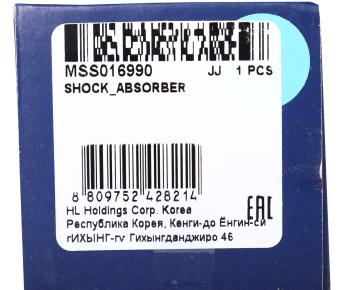 MSS016990 JJ 1 PCS
SHOCK_ABSORBER
8 809752 428214
HL Holdings Corp. Korea
Республика Корея, Кенги-до Ёнгин-си
гИХЫНГ-гу Гихынгданджиро 46
EAC